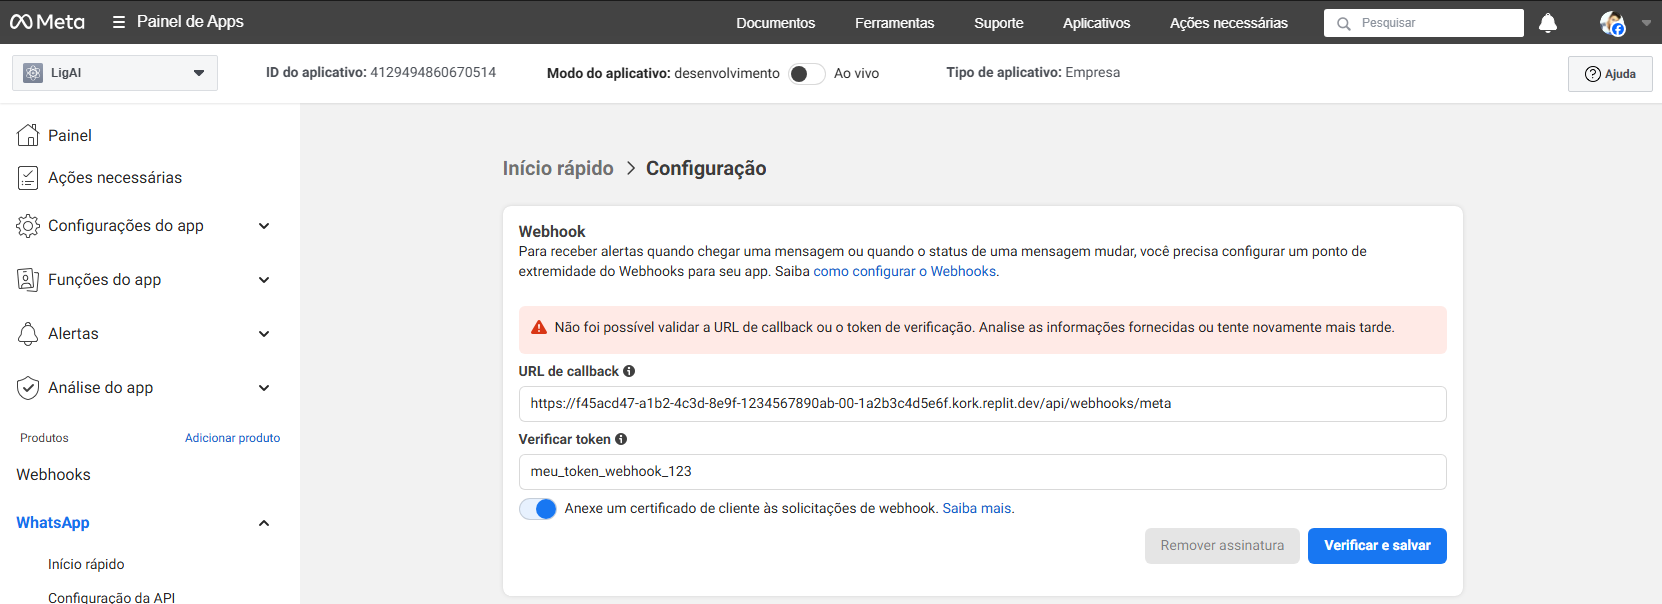 Meta
Painel de Apps
Documentos
Ferramentas
Suporte
Aplicativos
Ações necessárias
Pesquisar
LigAI
ID do aplicativo: 4129494860670514
Modo do aplicativo: desenvolvimento
Ao vivo
Tipo de aplicativo: Empresa
Ajuda
Painel
Ações necessárias
Configurações do app
Funções do app
Alertas
Análise do app
Produtos
Adicionar produto
Webhooks
WhatsApp
Início rápido
Configuração da API
Início rápido > Configuração
Webhook
Para receber alertas quando chegar uma mensagem ou quando o status de uma mensagem mudar, você precisa configurar um ponto de
extremidade do Webhooks para seu app. Saiba como configurar o Webhooks.
Não foi possível validar a URL de callback ou o token de verificação. Analise as informações fornecidas ou tente novamente mais tarde.
URL de callback
https://f45acd47-a1b2-4c3d-8e9f-1234567890ab-00-1a2b3c4d5e6f.kork.replit.dev/api/webhooks/meta
Verificar token
meu_token_webhook_123
Anexe um certificado de cliente às solicitações de webhook. Saiba mais.
Remover assinatura
Verificar e salvar